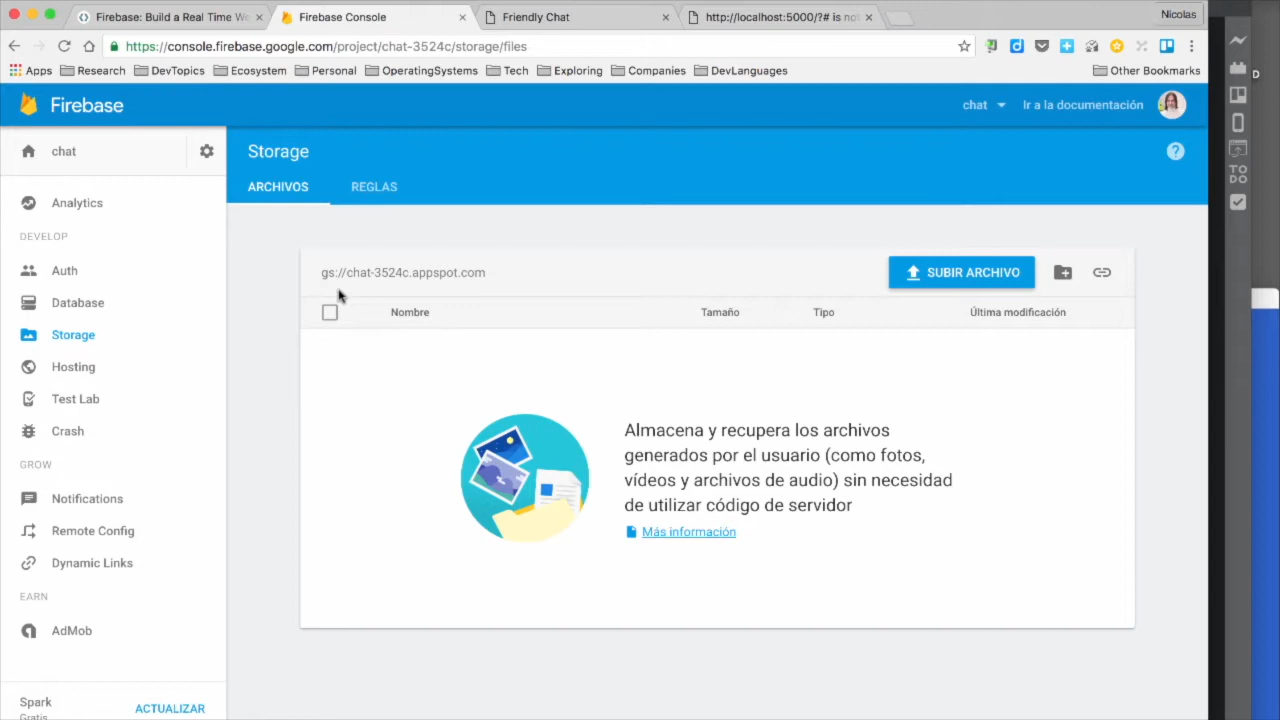 Firebase: Build a Real Time We
Firebase Console
Friendly Chat
http://localhost:5000/?# is not
Nicolas
https://console.firebase.google.com/project/chat-3524c/storage/files
Apps
Research
DevTopics
Ecosystem
Personal
OperatingSystems
Tech
Exploring
Companies
DevLanguages
Other Bookmarks
D
Firebase
chat
Ir a la documentación
chat
Storage
ARCHIVOS
REGLAS
TO
DO
Analytics
DEVELOP
Auth
Database
Storage
Hosting
Test Lab
Crash
GROW
Notifications
Remote Config
Dynamic Links
EARN
AdMob
Spark
Gratis
ACTUALIZAR
gs://chat-3524c.appspot.com
SUBIR ARCHIVO
Nombre
Tamaño
Tipo
Última modificación
Almacena y recupera los archivos
generados por el usuario (como fotos,
vídeos y archivos de audio) sin necesidad
de utilizar código de servidor
Más información